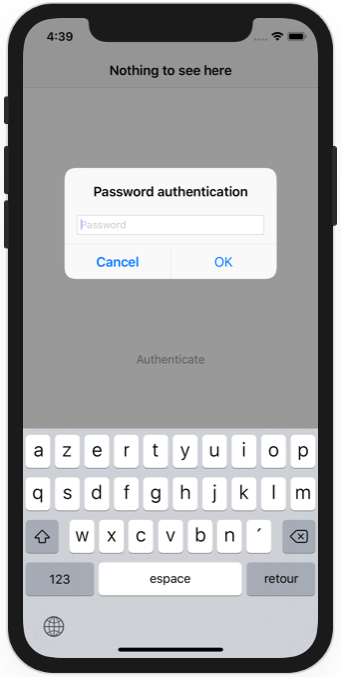 4:39
Nothing to see here
Password authentication
Password
Cancel OK
Authenticate
a z e r t y u i o p
q s d f g h j k l m
w x c v b n ´
123 espace retour